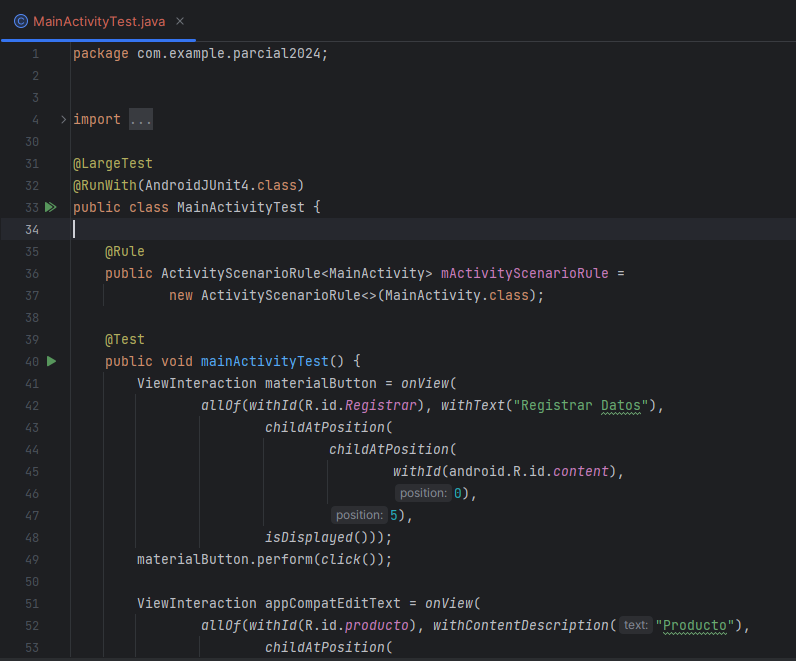 MainActivityTest.java
1 package com.example.parcial2024;
2
3
4 import ...
30
31 @LargeTest
32 @RunWith(AndroidJUnit4.class)
33 public class MainActivityTest {
34
35     @Rule
36     public ActivityScenarioRule<MainActivity> mActivityScenarioRule =
37             new ActivityScenarioRule<>(MainActivity.class);
38
39     @Test
40     public void mainActivityTest() {
41         ViewInteraction materialButton = onView(
42                 allOf(withId(R.id.Registrar), withText("Registrar Datos"),
43                         childAtPosition(
44                                 childAtPosition(
45                                         withId(android.R.id.content),
46                                         position: 0),
47                                 position: 5),
48                         isDisplayed()));
49         materialButton.perform(click());
50
51         ViewInteraction appCompatEditText = onView(
52                 allOf(withId(R.id.producto), withContentDescription( text: "Producto"),
53                         childAtPosition(